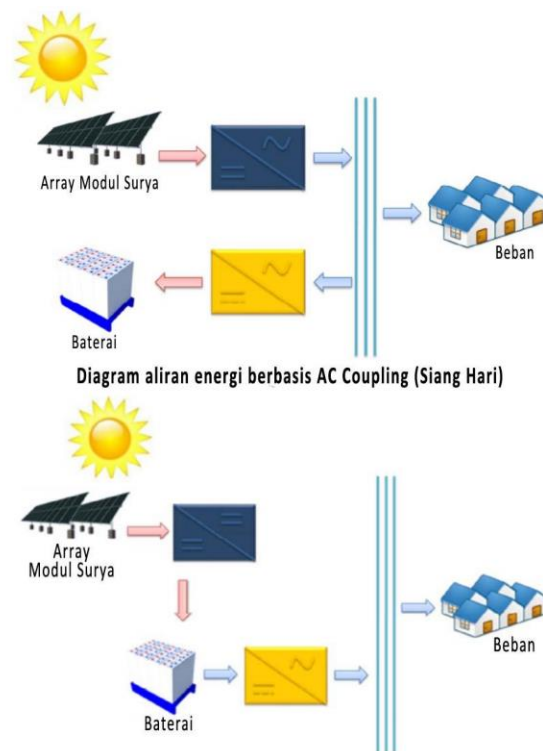 Array Modul Surya
Beban
Baterai
Diagram aliran energi berbasis AC Coupling (Siang Hari)
Array
Modul Surya
Beban
Baterai